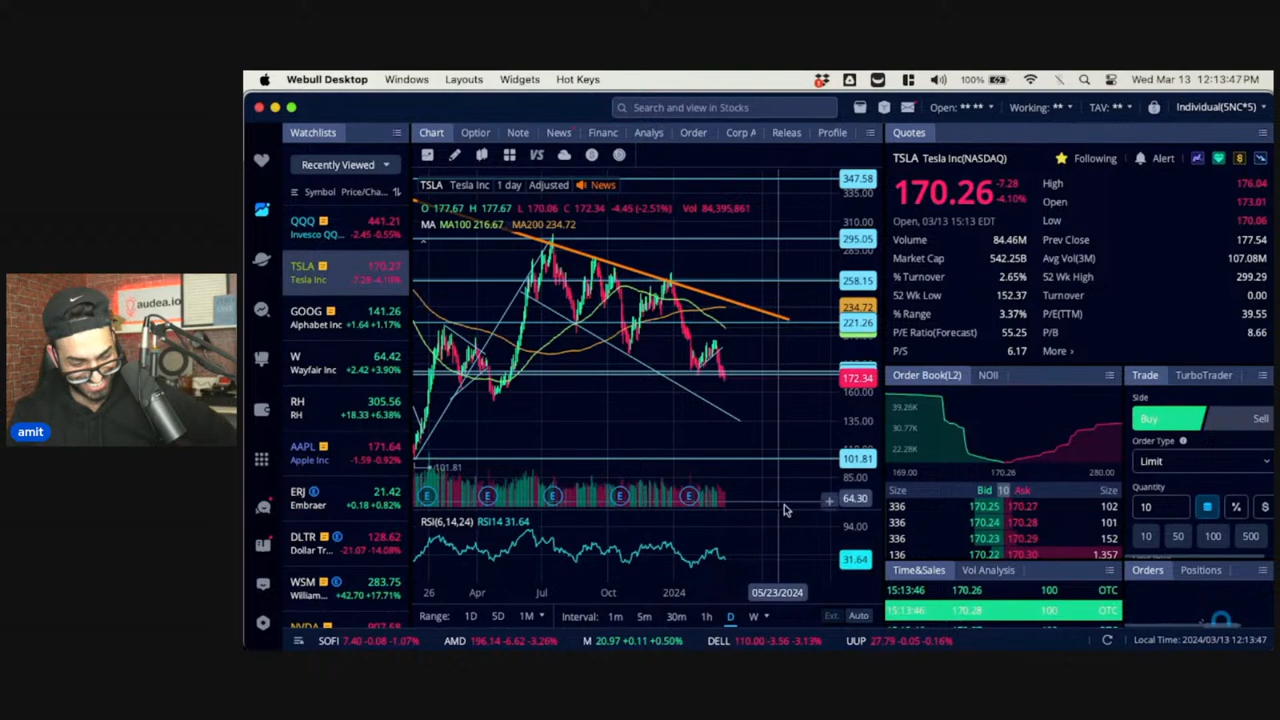 Webull Desktop Windows Layouts Widgets Hot Keys 100% Wed Mar 13 12:13:47 PM
Search and view in Stocks Open: ** ** Working: ** TAV: ** Individual(5NC*5)
Watchlists
Recently Viewed
Symbol Price/Cha...
QQQ 441.21
Invesco QQ... -2.45 -0.55%
TSLA 170.27
Tesla Inc -7.28 -4.10%
GOOG 141.26
Alphabet Inc +1.64 +1.17%
W 64.42
Wayfair Inc +2.42 +3.90%
RH 305.56
RH +18.33 +6.38%
AAPL 171.64
Apple Inc -1.59 -0.92%
ERJ 21.42
Embraer +0.18 +0.82%
DLTR 128.62
Dollar Tr... -21.07 -14.08%
WSM 283.75
William... +42.70 +17.71%
NVDA 907.58
Chart Option Note News Financ Analys Order Corp A Releas Profile
VS
TSLA Tesla Inc 1 day Adjusted News
O 177.67 H 177.67 L 170.06 C 172.34 -4.45 (-2.51%) Vol 84,395,861
MA MA100 216.67 MA200 234.72
347.58
335.00
310.00
295.05
285.00
258.15
234.72
221.26
172.34
135.00
101.81
85.00
64.30
101.81
E E E E E
RSI(6,14,24) RSI14 31.64
94.00
31.64
26 Apr Jul Oct 2024 05/23/2024
Range: 1D 5D 1M Interval: 1m 5m 30m 1h D W Ext. Auto
Quotes
TSLA Tesla Inc(NASDAQ) Following Alert
170.26 -7.28
-4.10%
Open, 03/13 15:13 EDT
High 176.04
Open 173.01
Low 170.06
Volume 84.46M Prev Close 177.54
Market Cap 542.25B Avg Vol(3M) 107.08M
% Turnover 2.65% 52 Wk High 299.29
52 Wk Low 152.37 Turnover 0.00
% Range 3.37% P/E(TTM) 39.55
P/E Ratio(Forecast) 55.25 P/B 8.66
P/S 6.17 More
Order Book(L2) NOII
39.26K
30.77K
22.28K
169.00 170.26 280.00
Size Bid 10 Ask Size
336 170.25 170.27 102
336 170.24 170.28 101
336 170.23 170.29 152
136 170.22 170.30 1,357
Time&Sales Vol Analysis
15:13:46 170.26 100 OTC
15:13:46 170.28 100 OTC
Trade TurboTrader
Side
Buy Sell
Order Type
Limit
Quantity
10 % $
10 50 100 500
Orders Positions
SOFI 7.40 -0.08 -1.07% AMD 196.14 -6.62 -3.26% M 20.97 +0.11 +0.50% DELL 110.00 -3.56 -3.13% UUP 27.79 -0.05 -0.16% Local Time: 2024/03/13 12:13:47
audea.io
amit